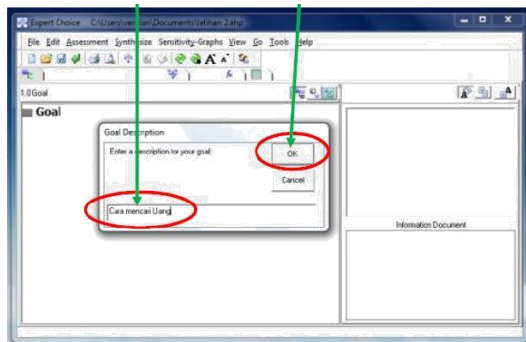 Expert Choice C:\Users\verdian\Documents\latihan 2.ahp
File Edit Assessment Synthesize Sensitivity-Graphs View Go Tools Help
1.0 Goal
Goal
Goal Description
Enter a description for your goal:
OK
Cancel
Cara mencari Uang
Information Document